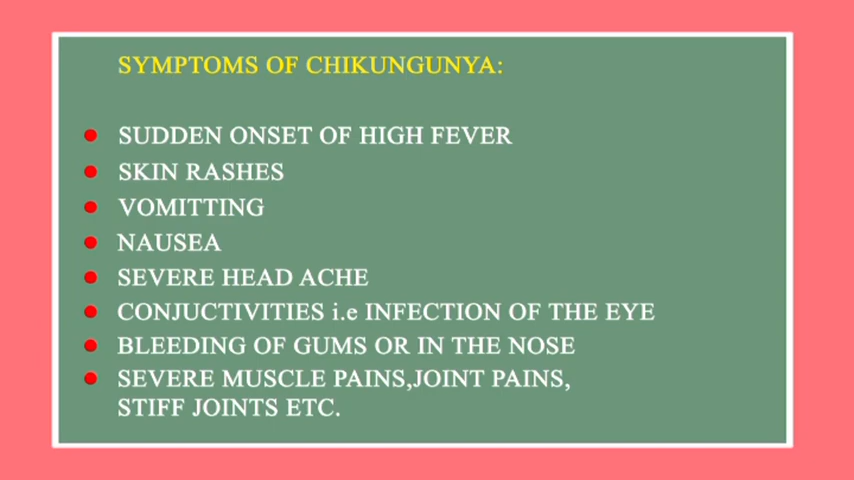 SYMPTOMS OF CHIKUNGUNYA:
SUDDEN ONSET OF HIGH FEVER
SKIN RASHES
VOMITTING
NAUSEA
SEVERE HEAD ACHE
CONJUCTIVITIES i.e INFECTION OF THE EYE
BLEEDING OF GUMS OR IN THE NOSE
SEVERE MUSCLE PAINS,JOINT PAINS,
STIFF JOINTS ETC.